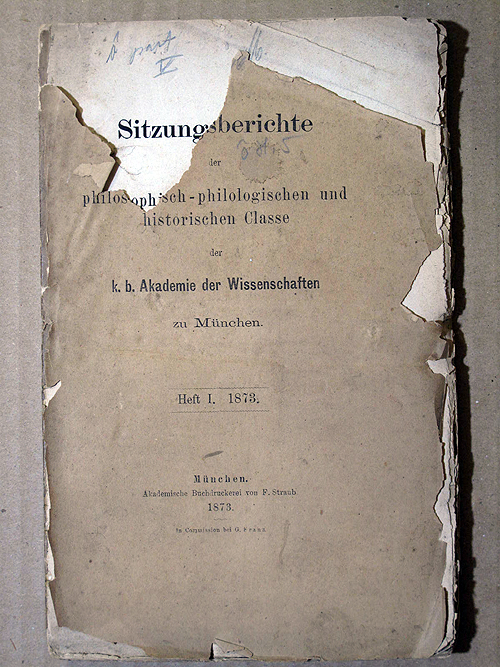 Sitzungsberichte
der
philosophisch-philologischen und
historischen Classe
der
k. b. Akademie der Wissenschaften
zu München.
Heft I. 1873.
München.
Akademische Buchdruckerei von F. Straub
1873.
In Commission bei G. Franz